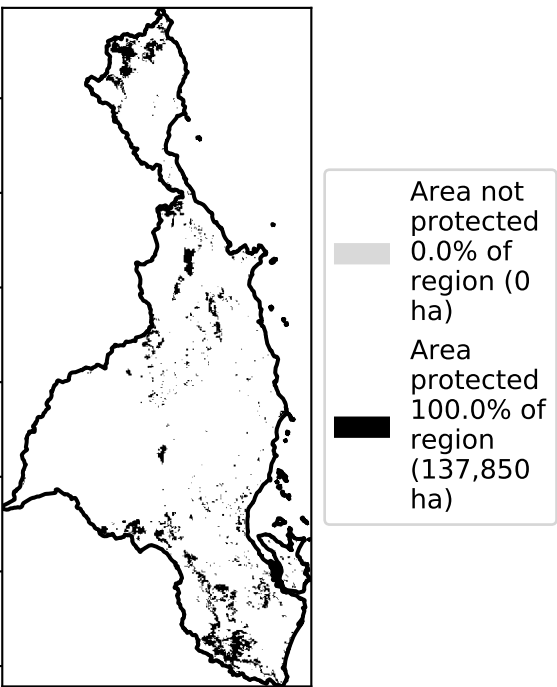 Area not
protected
0.0% of
region (0
ha)
Area
protected
100.0% of
region
(137,850
ha)